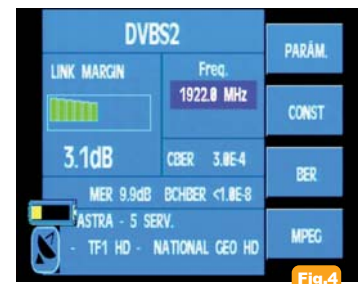 DVBS2
LINK MARGIN
3.1dB
Freq.
1922.0 MHz
CBER 3.0E-4
MER 9.9dB BCHBER <1.0E-8
ASTRA - 5 SERV.
- TF1 HD - NATIONAL GEO HD
PARÂM.
CONST
BER
MPEG
Fig.4